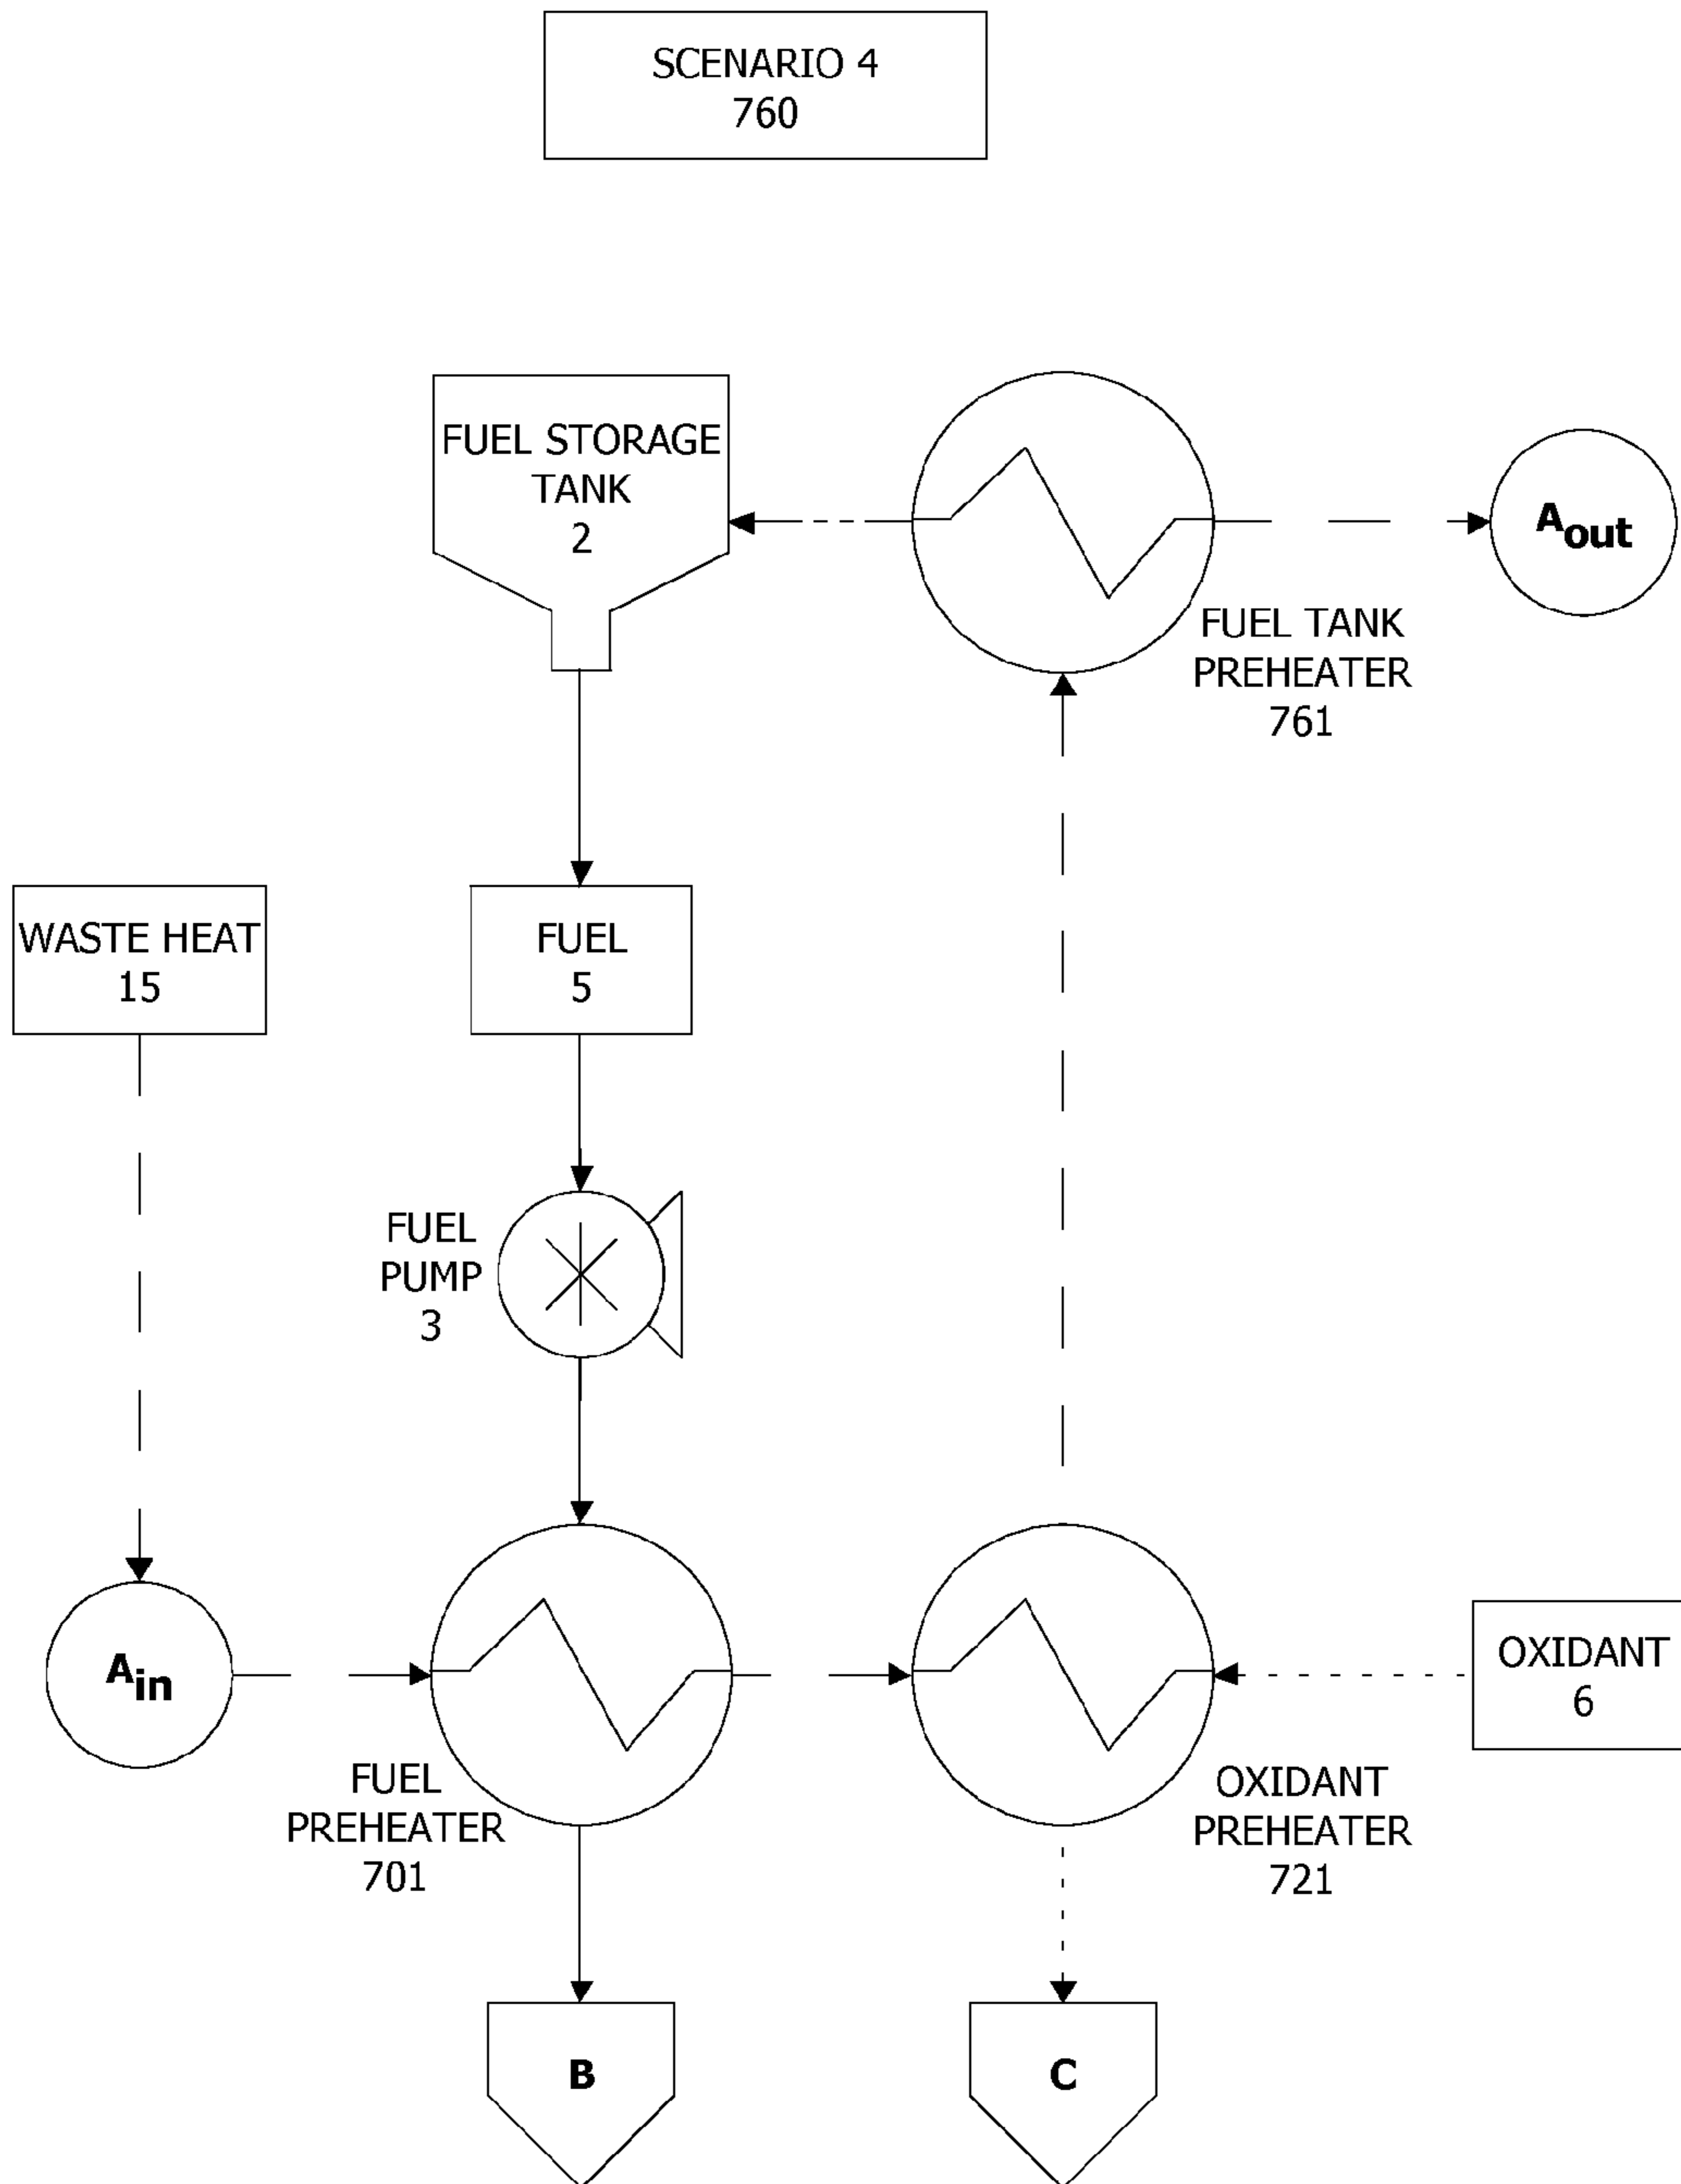 SCENARIO 4
760
FUEL STORAGE
TANK
2
Aout
FUEL TANK
PREHEATER
761
WASTE HEAT
15
FUEL
5
FUEL
PUMP
3
Ain
OXIDANT
6
FUEL
PREHEATER
701
OXIDANT
PREHEATER
721
B
C